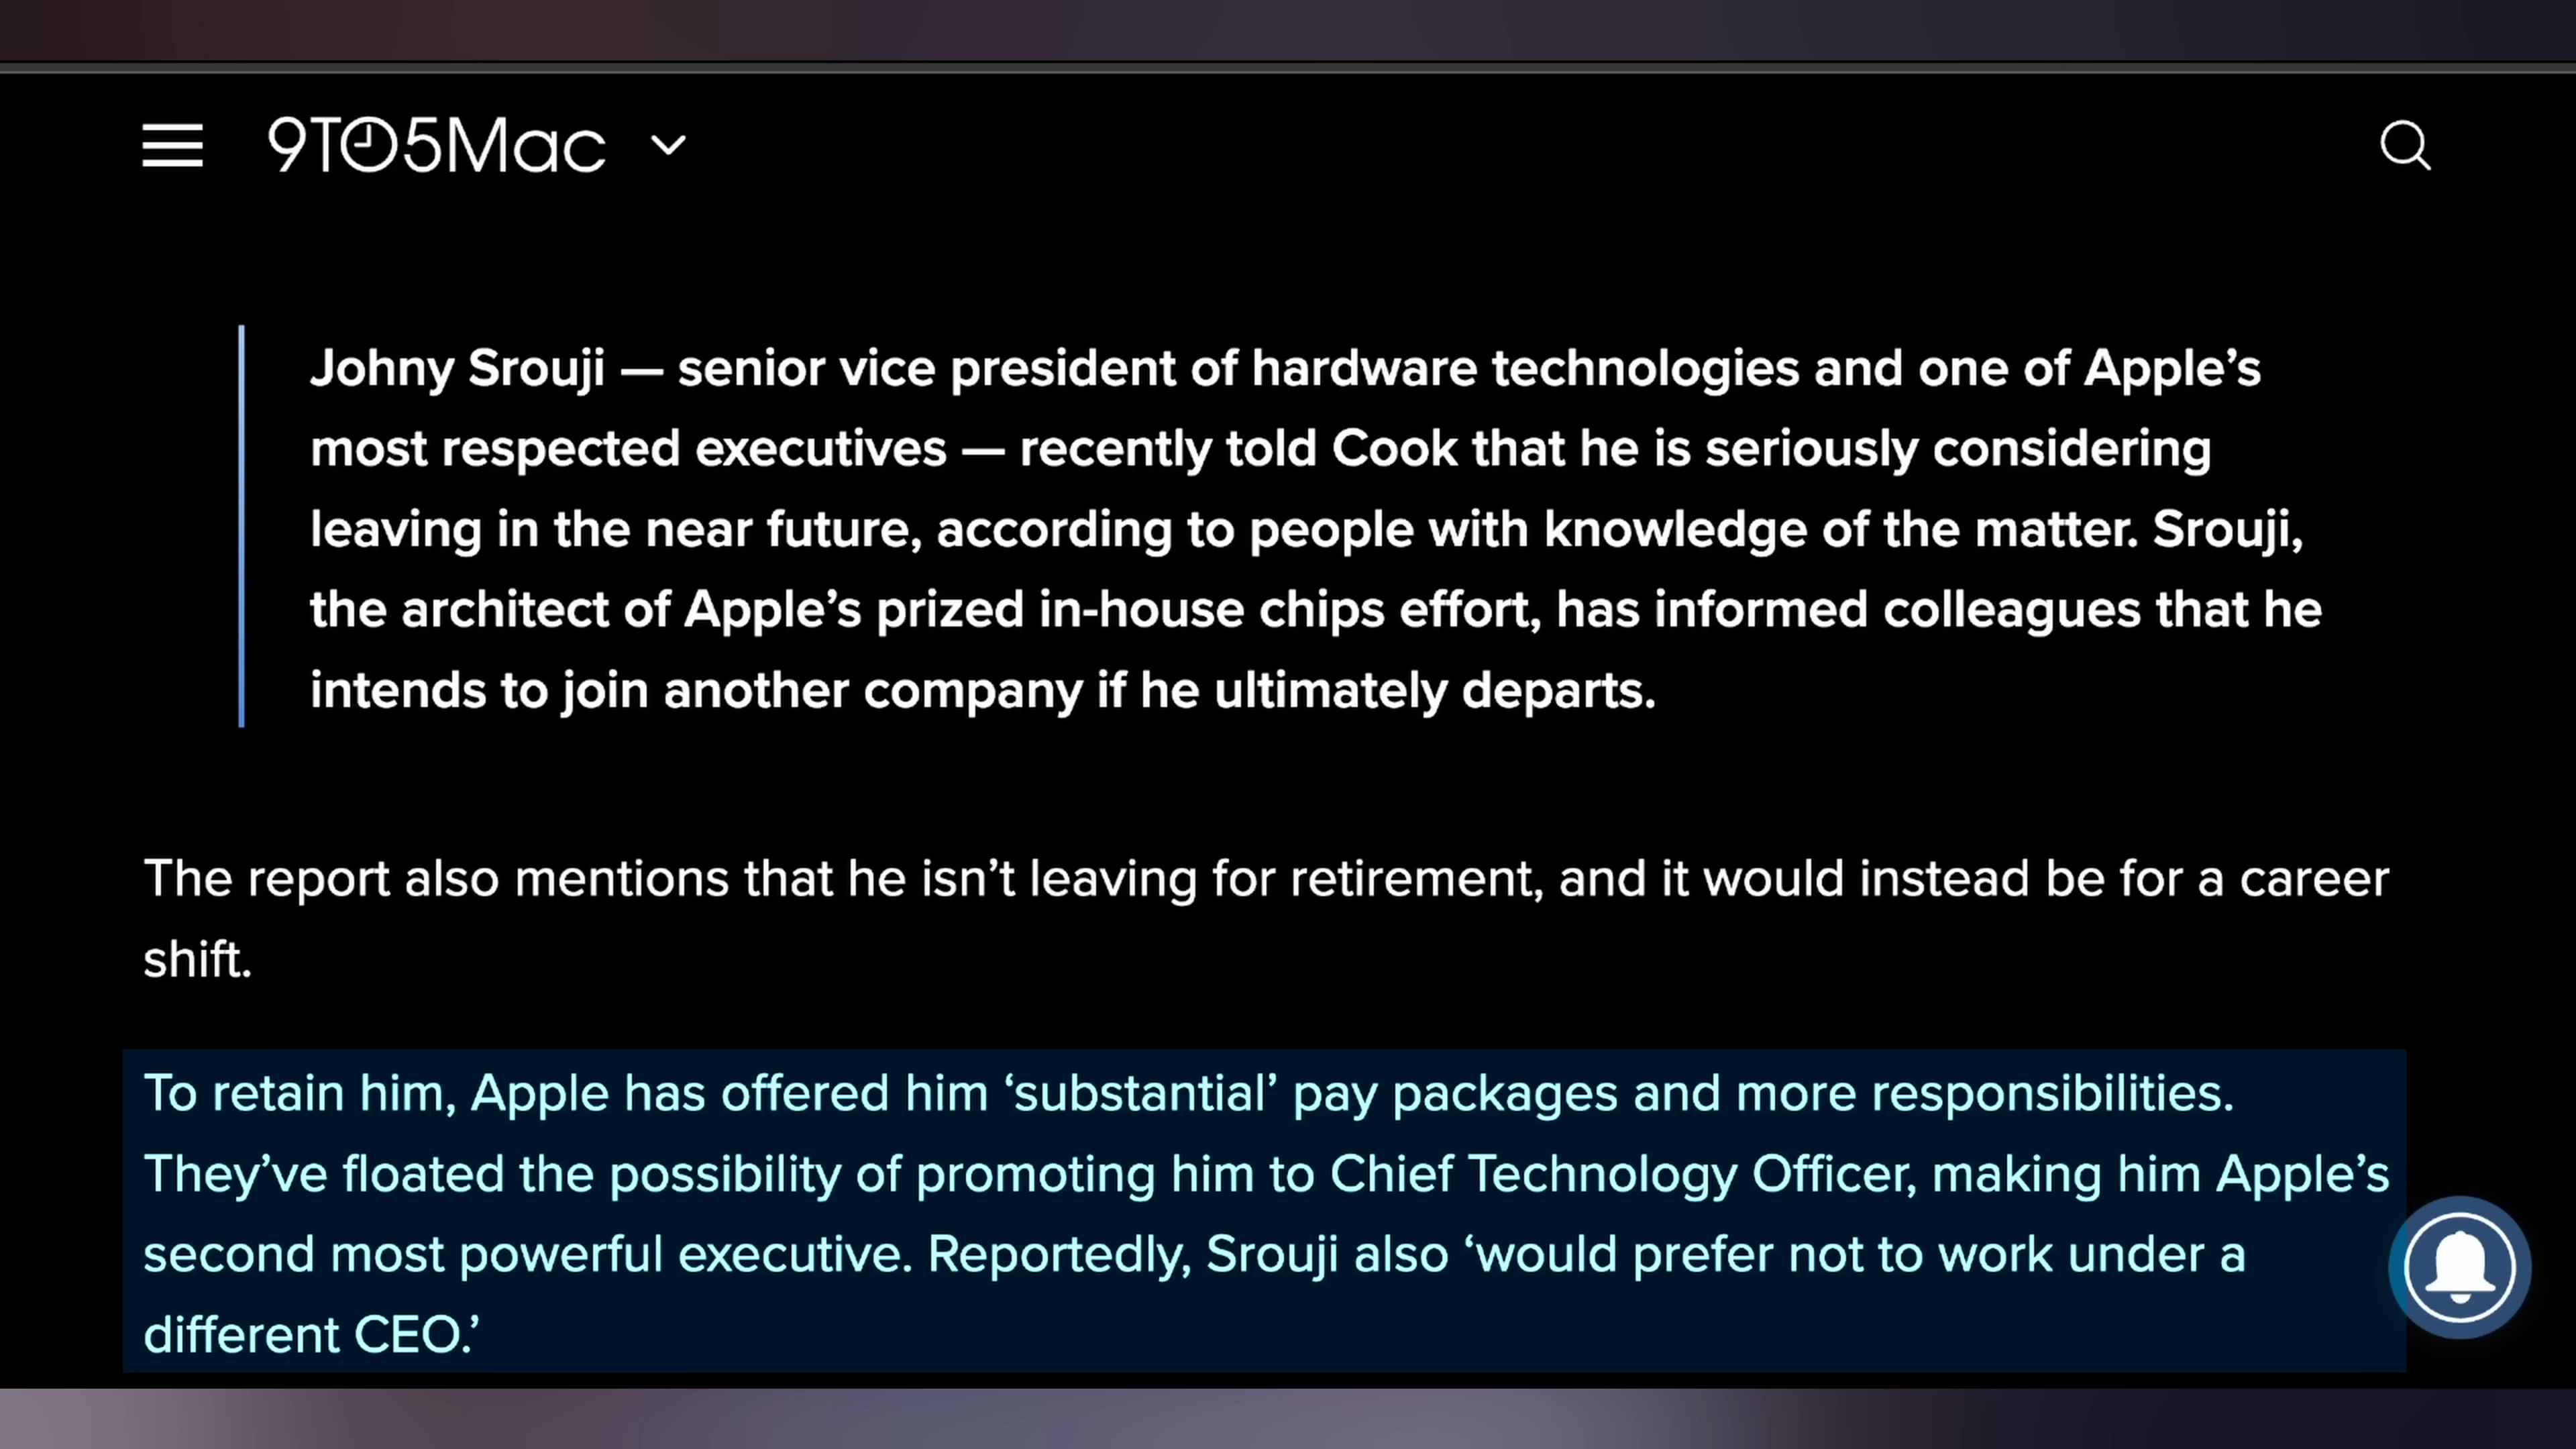 9TO5Mac
Johny Srouji — senior vice president of hardware technologies and one of Apple’s
most respected executives — recently told Cook that he is seriously considering
leaving in the near future, according to people with knowledge of the matter. Srouji,
the architect of Apple’s prized in-house chips effort, has informed colleagues that he
intends to join another company if he ultimately departs.
The report also mentions that he isn’t leaving for retirement, and it would instead be for a career
shift.
To retain him, Apple has offered him ‘substantial’ pay packages and more responsibilities.
They’ve floated the possibility of promoting him to Chief Technology Officer, making him Apple’s
second most powerful executive. Reportedly, Srouji also ‘would prefer not to work under a
different CEO.’